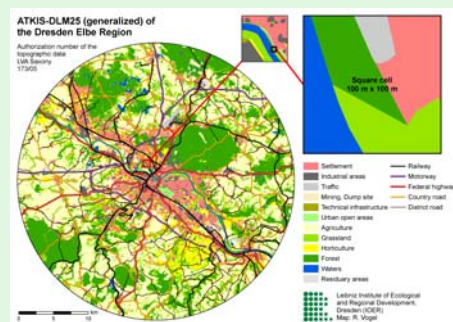 ATKIS-DLM25 (generalized) of
the Dresden Elbe Region
Authorization number of the
topographic data
LVA Saxony
173/05
Square cell
100 m x 100 m
Settlement
Industrial areas
Traffic
Mining, Dump site
Technical infrastructure
Urban open areas
Agriculture
Grassland
Horticulture
Forest
Waters
Residuary areas
Railway
Motorway
Federal highway
Country road
District road
0
5
10
km
Leibniz Institute of Ecological
and Regional Development,
Dresden (IOER)
Map: R. Vogel